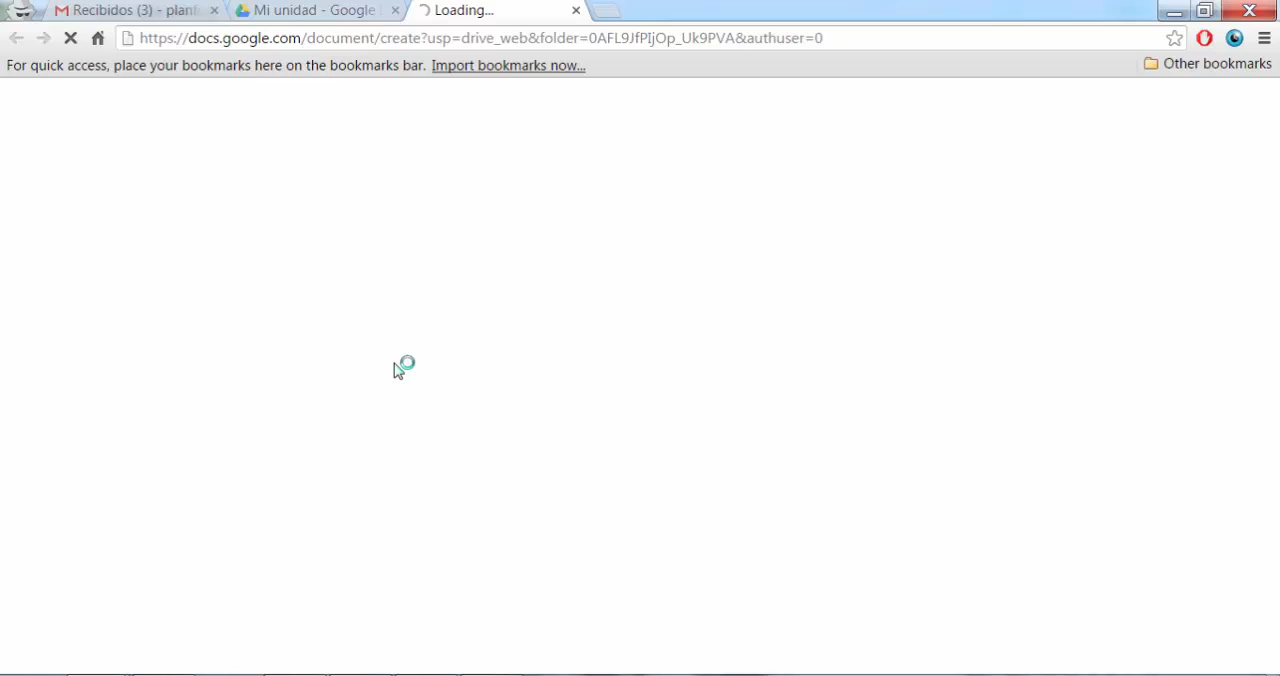 Recibidos (3) - planf
Mi unidad - Google
Loading...
https://docs.google.com/document/create?usp=drive_web&folder=0AFL9JfPIjOp_Uk9PVA&authuser=0
For quick access, place your bookmarks here on the bookmarks bar. Import bookmarks now...
Other bookmarks